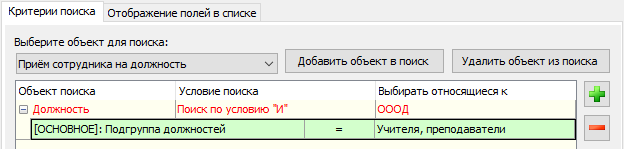 Критерии поиска Отображение полей в списке
Выберите объект для поиска:
Приём сотрудника на должность Добавить объект в поиск Удалить объект из поиска
Объект поиска Условие поиска Выбирать относящиеся к
Должность Поиск по условию "И" ОООД
[ОСНОВНОЕ]: Подгруппа должностей = Учителя, преподаватели